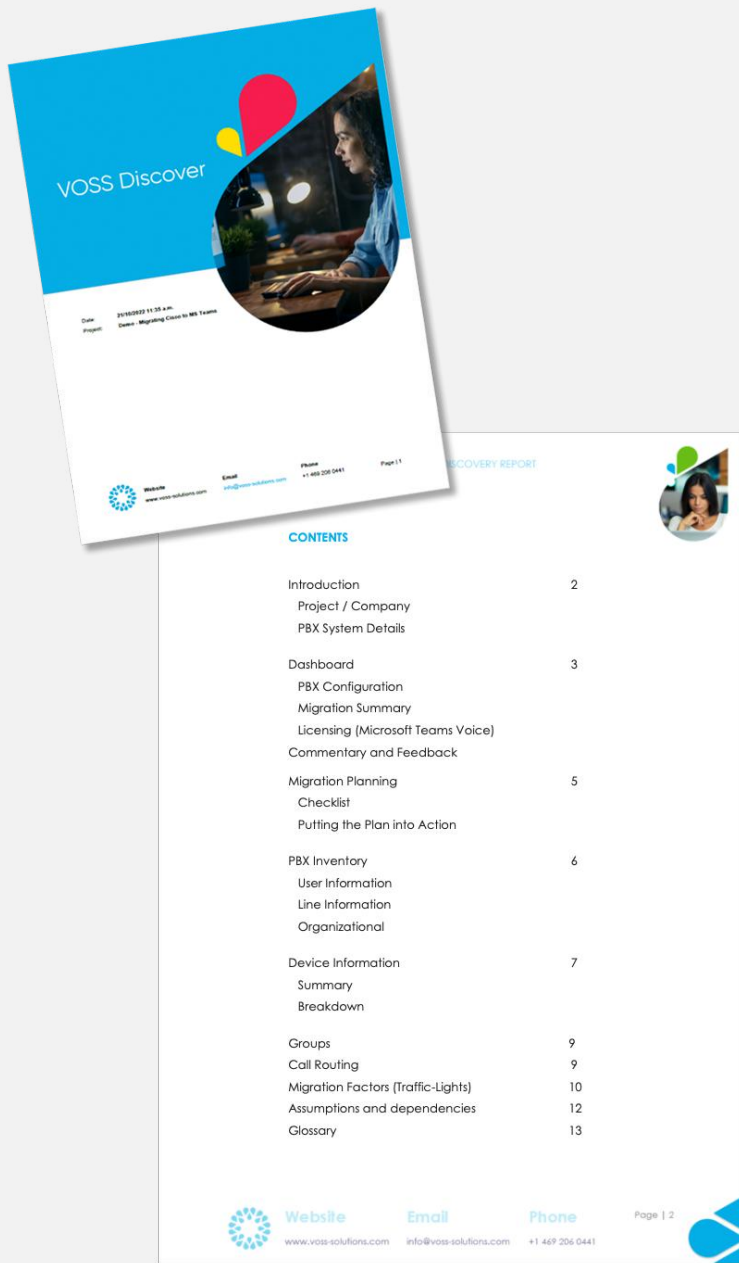 VOSS Discover
Date: 21/10/2022 11:35 a.m.
Project: Demo - Migrating Cisco to MS Teams
Website Email Phone Page | 1
www.voss-solutions.com info@voss-solutions.com +1 469 206 0441
ISCOVERY REPORT
CONTENTS
Introduction 2
Project / Company
PBX System Details
Dashboard 3
PBX Configuration
Migration Summary
Licensing (Microsoft Teams Voice)
Commentary and Feedback
Migration Planning 5
Checklist
Putting the Plan into Action
PBX Inventory 6
User Information
Line Information
Organizational
Device Information 7
Summary
Breakdown
Groups 9
Call Routing 9
Migration Factors (Traffic-Lights) 10
Assumptions and dependencies 12
Glossary 13
Website Email Phone Page | 2
www.voss-solutions.com info@voss-solutions.com +1 469 206 0441